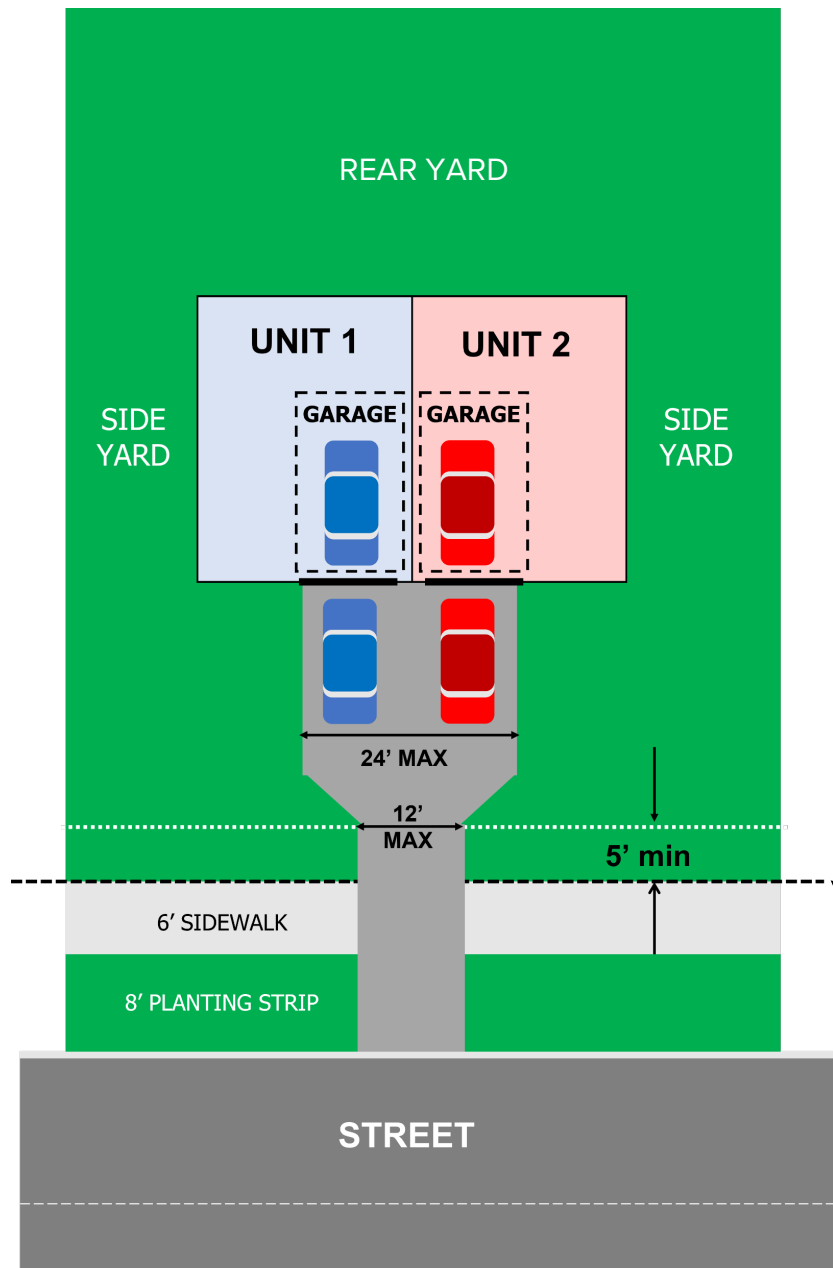 REAR YARD
UNIT 1
UNIT 2
GARAGE
GARAGE
SIDE
YARD
SIDE
YARD
24’ MAX
12’
MAX
5’ min
6’ SIDEWALK
8’ PLANTING STRIP
STREET